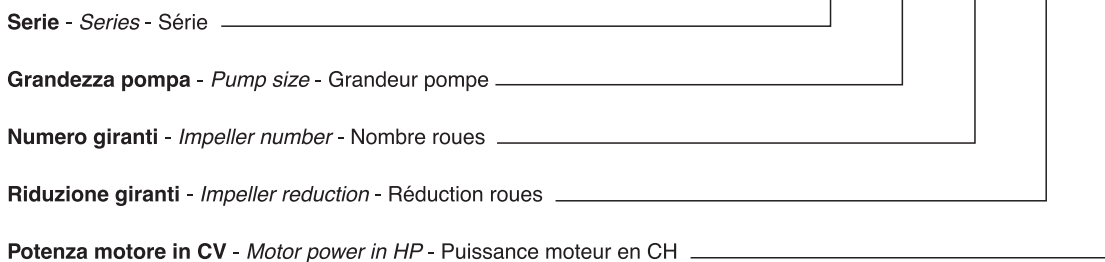 Serie - Series - Série
Grandezza pompa - Pump size - Grandeur pompe
Numero giranti - Impeller number - Nombre roues
Riduzione giranti - Impeller reduction - Réduction roues
Potenza motore in CV - Motor power in HP - Puissance moteur en CH